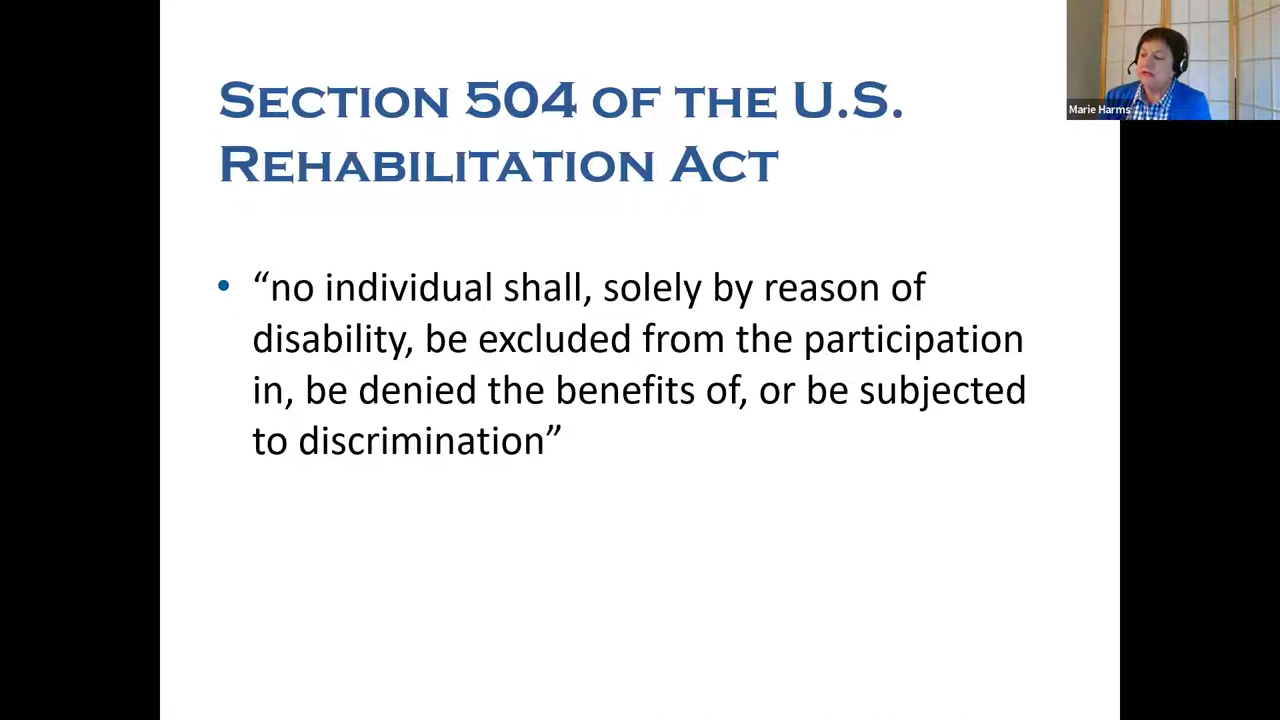 Section 504 of the U.S.
Rehabilitation Act
• “no individual shall, solely by reason of
disability, be excluded from the participation
in, be denied the benefits of, or be subjected
to discrimination”
Marie Harms